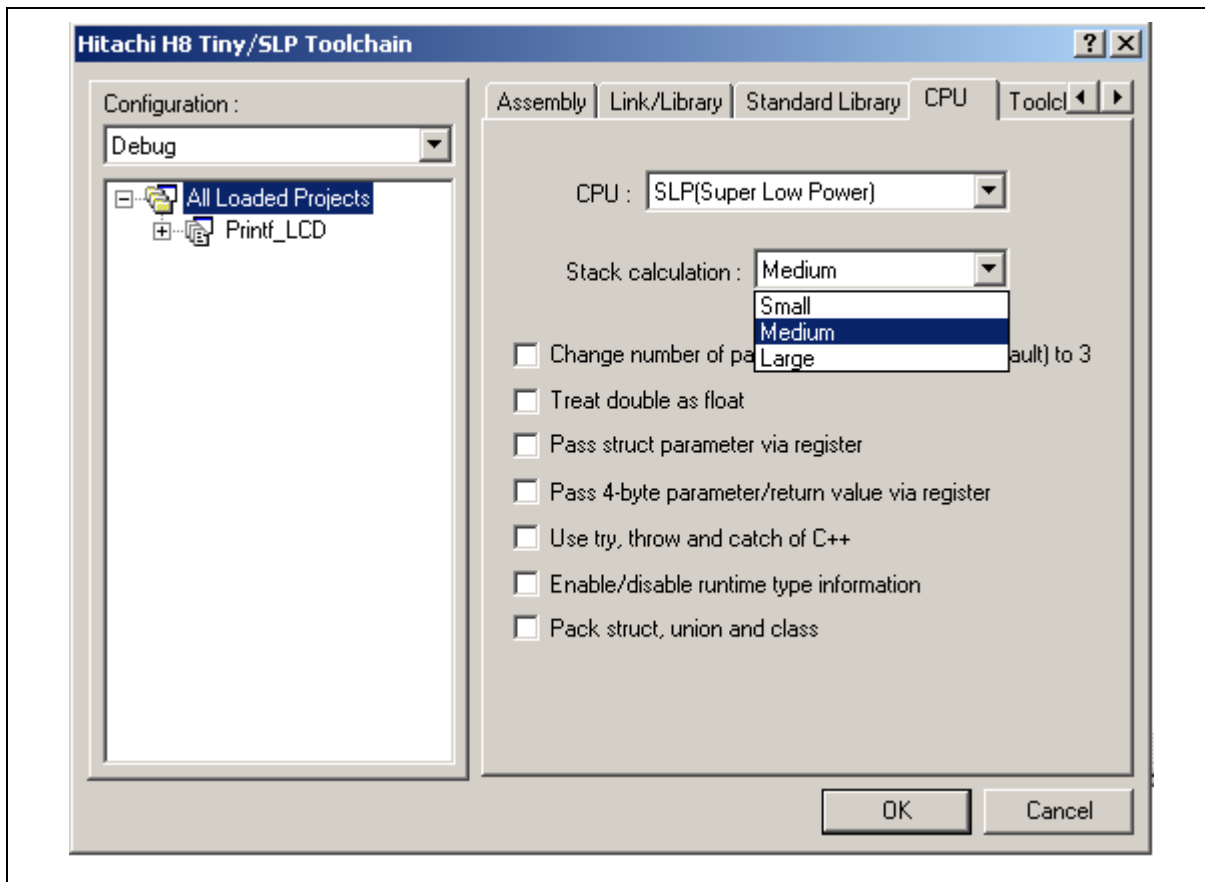 Hitachi H8 Tiny/SLP Toolchain
Configuration :
Debug
All Loaded Projects
Printf_LCD
Assembly Link/Library Standard Library CPU Toolcl
CPU : SLP(Super Low Power)
Stack calculation : Medium
Small
Medium
Large
Change number of pa ault) to 3
Treat double as float
Pass struct parameter via register
Pass 4-byte parameter/return value via register
Use try, throw and catch of C++
Enable/disable runtime type information
Pack struct, union and class
OK Cancel